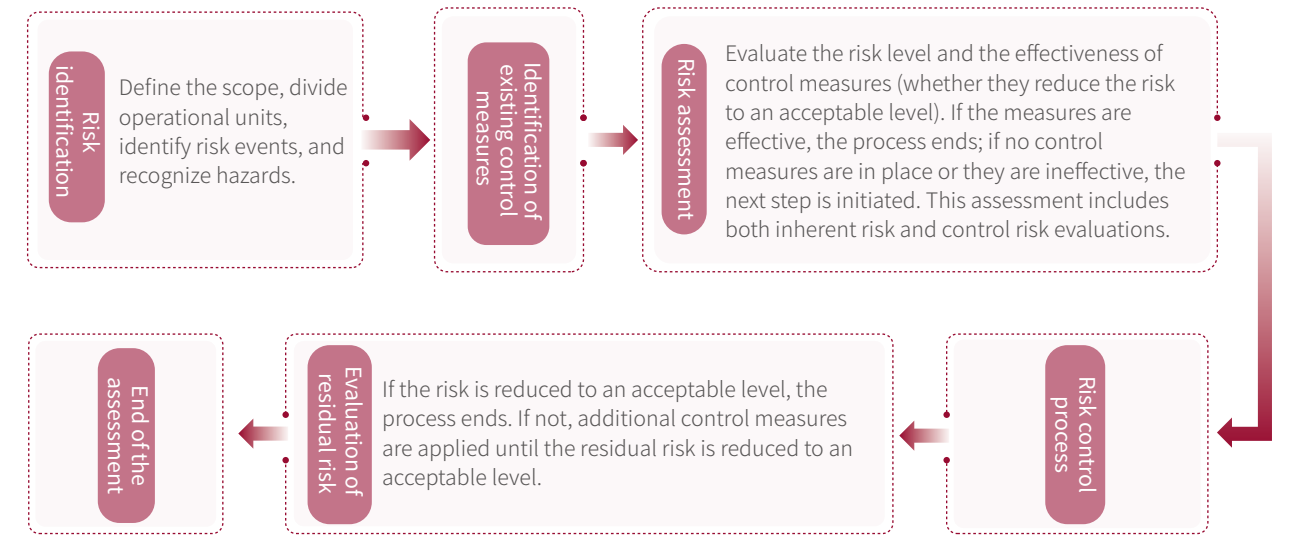 Risk
identification
Define the scope, divide
operational units,
identify risk events, and
recognize hazards.
Identification of
existing control
measures
Risk assessment
Evaluate the risk level and the effectiveness of
control measures (whether they reduce the risk
to an acceptable level). If the measures are
effective, the process ends; if no control
measures are in place or they are ineffective, the
next step is initiated. This assessment includes
both inherent risk and control risk evaluations.
Risk control
process
Evaluation of
residual risk
If the risk is reduced to an acceptable level, the
process ends. If not, additional control measures
are applied until the residual risk is reduced to an
acceptable level.
End of the
assessment